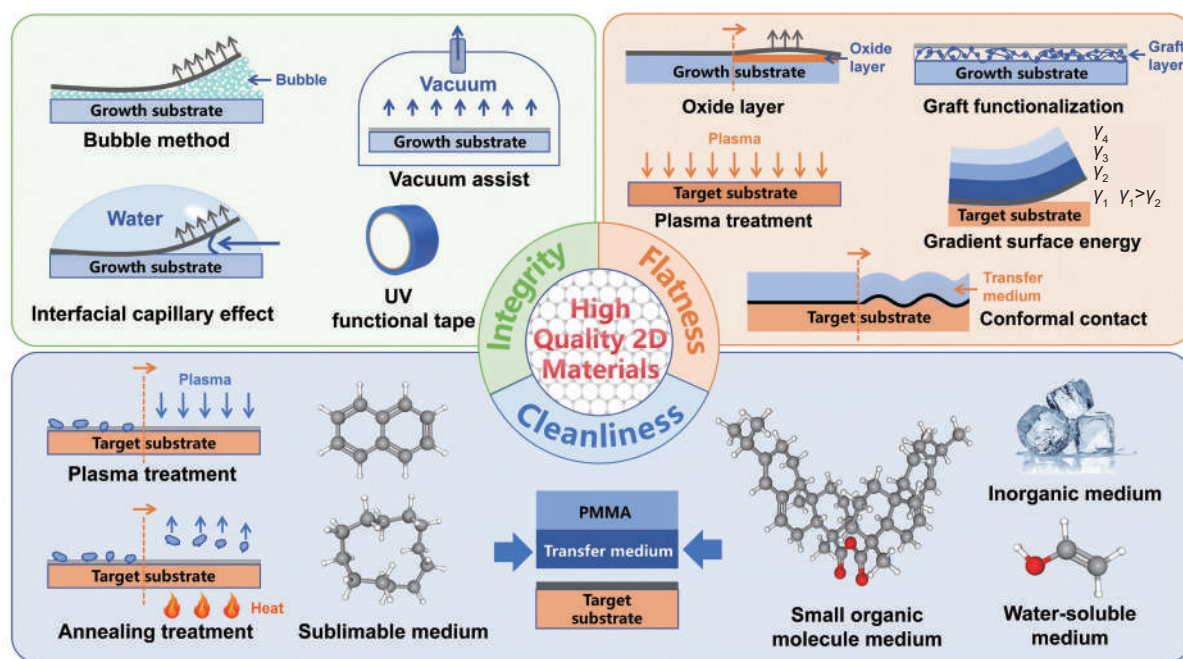 Bubble
Growth substrate
Bubble method
Vacuum
Growth substrate
Vacuum assist
Water
Growth substrate
Interfacial capillary effect
UV
functional tape
Oxide
layer
Growth substrate
Oxide layer
Graft
layer
Growth substrate
Graft functionalization
Plasma
Target substrate
Plasma treatment
γ4
γ3
γ2
γ1 γ1>γ2
Target substrate
Gradient surface energy
Transfer
medium
Target substrate
Conformal contact
Integrity
Flatness
Cleanliness
High
Quality 2D
Materials
Plasma
Target substrate
Plasma treatment
Target substrate
Heat
Annealing treatment
Sublimable medium
PMMA
Transfer medium
Target
substrate
Small organic
molecule medium
Inorganic medium
Water-soluble
medium